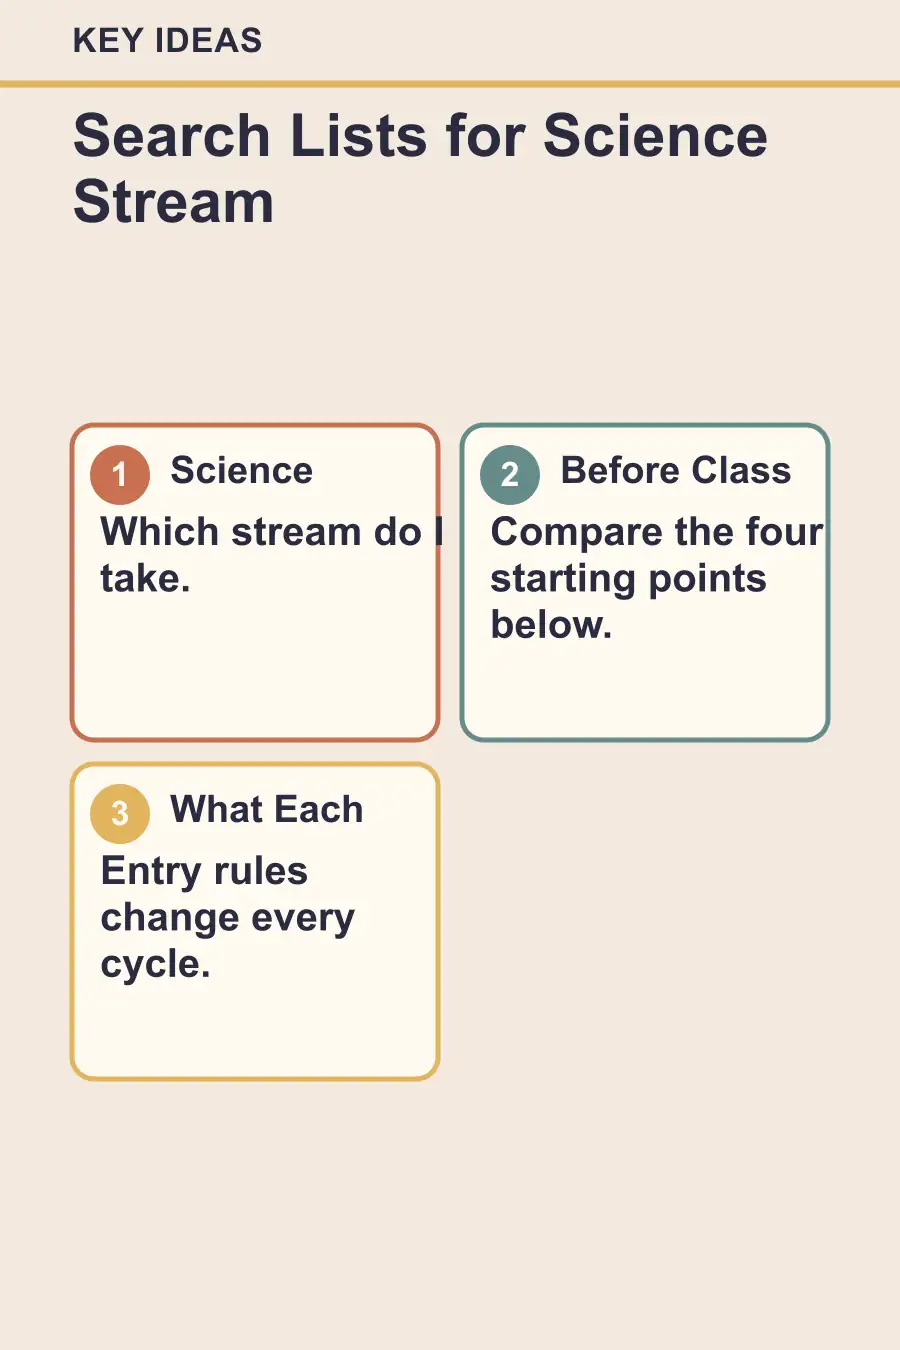 KEY IDEAS
Search Lists for Science
Stream
1
Science
Which stream do I
take.
2
Before Class
Compare the four
starting points
below.
3
What Each
Entry rules
change every
cycle.